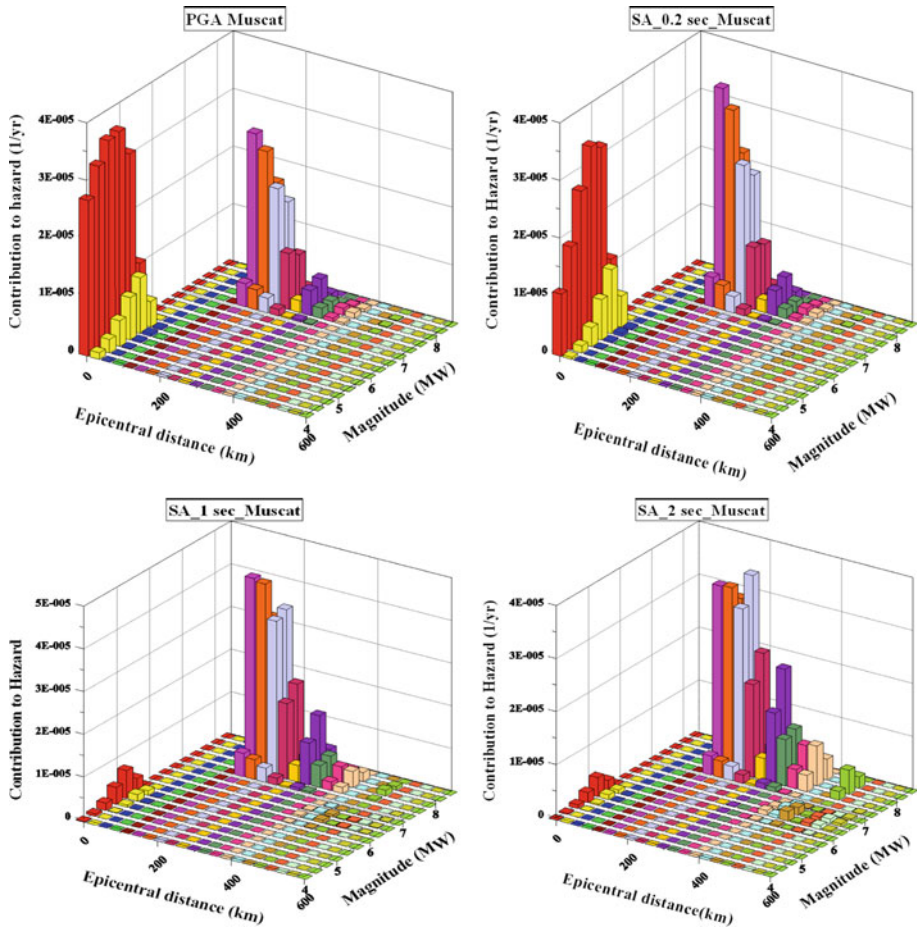 PGA Muscat
Contribution to hazard (1/yr)
4E-005
3E-005
2E-005
1E-005
0
0
200
400
600
Epicentral distance (km)
4
5
6
7
8
Magnitude (MW)
SA_0.2 sec_Muscat
Contribution to Hazard (1/yr)
4E-005
3E-005
2E-005
1E-005
0
0
200
400
600
Epicentral distance (km)
4
5
6
7
8
Magnitude (MW)
SA_1 sec_Muscat
Contribution to Hazard
5E-005
4E-005
3E-005
2E-005
1E-005
0
0
200
400
600
Epicentral distance (km)
4
5
6
7
8
Magnitude (MW)
SA_2 sec_Muscat
Contribution to Hazard (1/yr)
4E-005
3E-005
2E-005
1E-005
0
0
200
400
600
Epicentral distance(km)
4
5
6
7
8
Magnitude (MW)